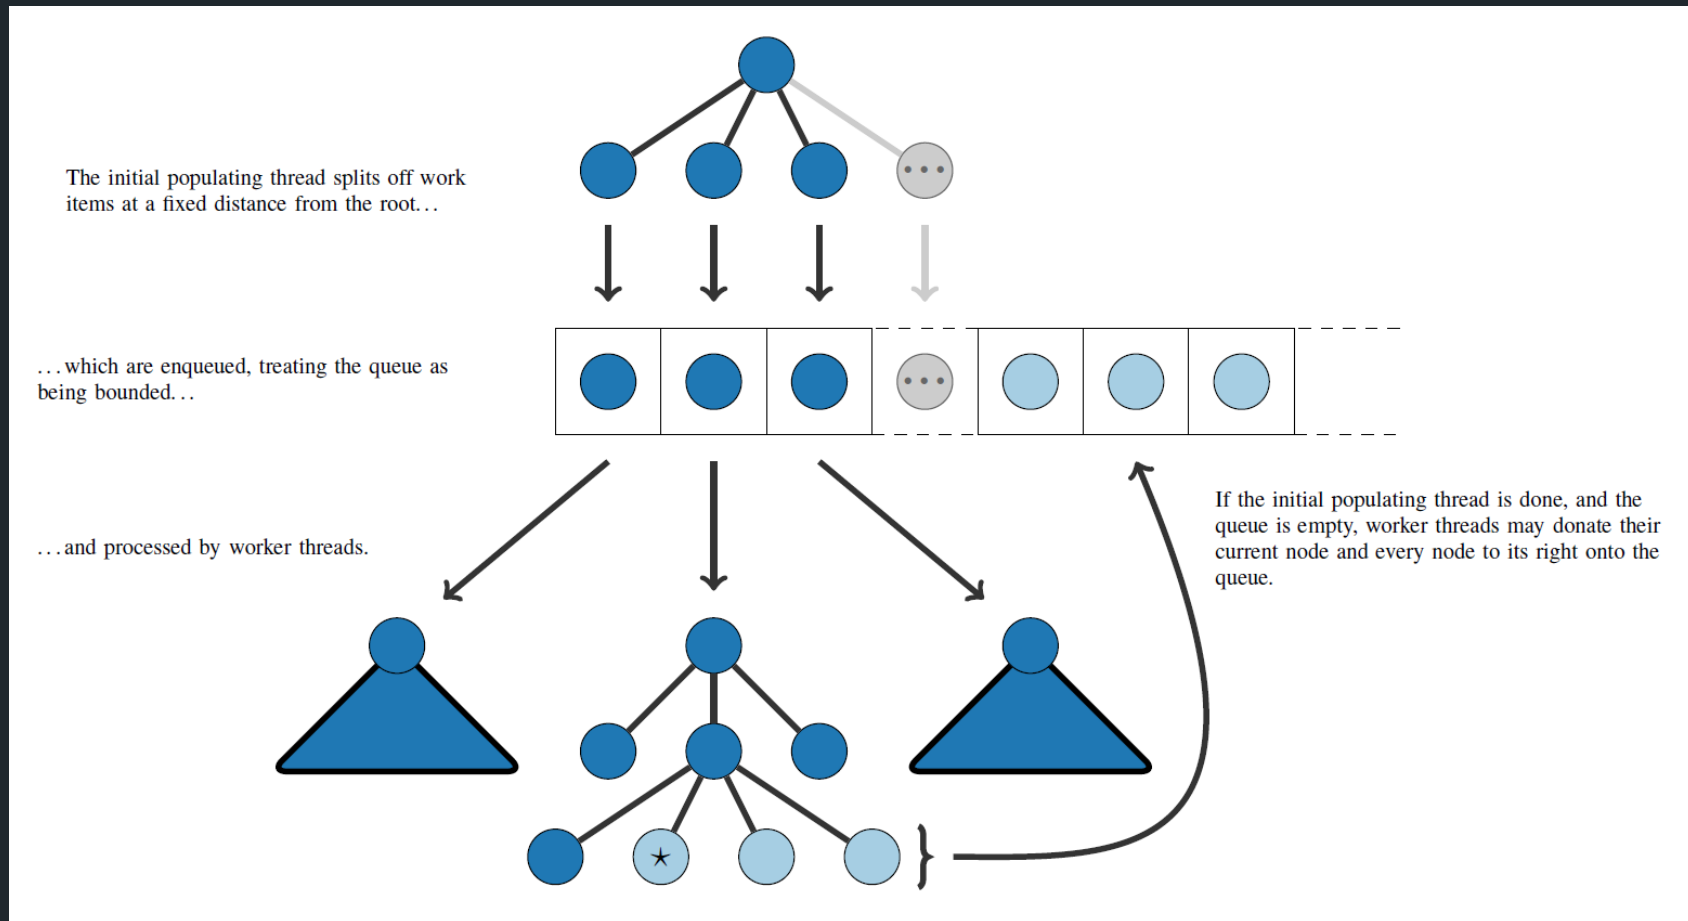 The initial populating thread splits off work
items at a fixed distance from the root...
...which are enqueued, treating the queue as
being bounded...
...and processed by worker threads.
If the initial populating thread is done, and the
queue is empty, worker threads may donate their
current node and every node to its right onto the
queue.